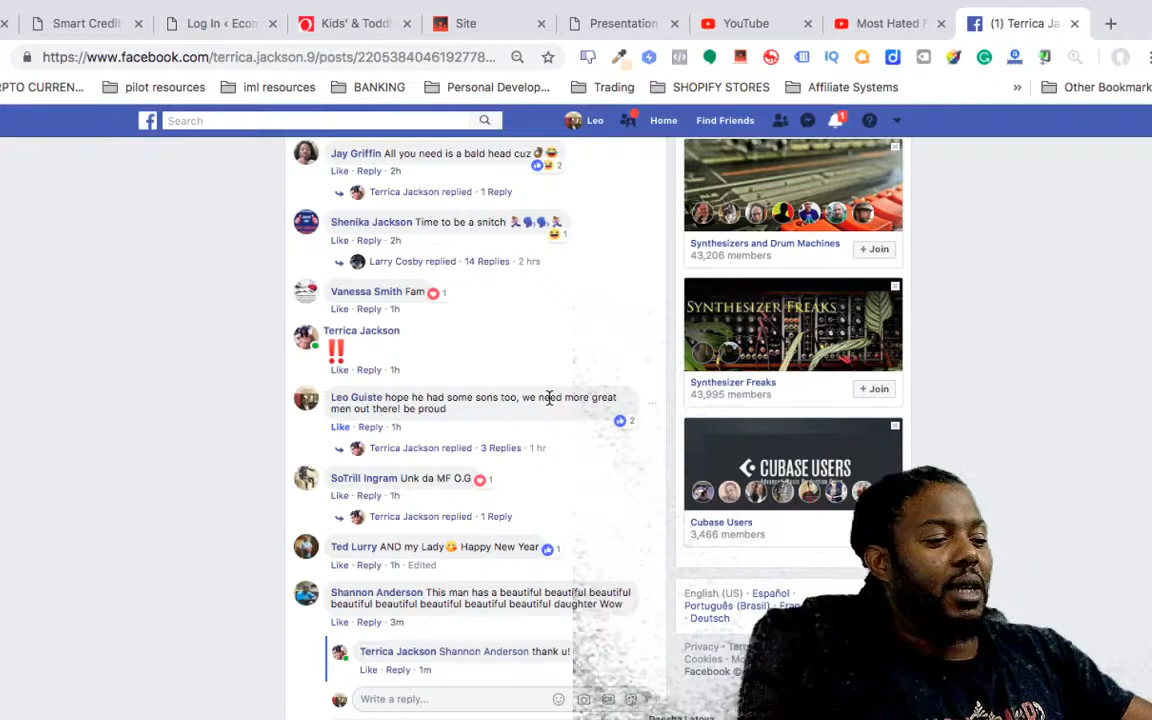 Smart Credit
Log In ‹ Ecom
Kids' & Todd
Site
Presentation
YouTube
Most Hated F
(1) Terrica Ja
https://www.facebook.com/terrica.jackson.9/posts/2205384046192778...
CURREN...
pilot resources
iml resources
BANKING
Personal Develop...
Trading
SHOPIFY STORES
Affiliate Systems
»
Other Bookmark
Search
Leo
Home
Find Friends
1
Jay Griffin All you need is a bald head cuz
2
Like · Reply · 2h
Terrica Jackson replied · 1 Reply
Shenika Jackson Time to be a snitch
1
Like · Reply · 2h
Larry Cosby replied · 14 Replies · 2 hrs
Vanessa Smith Fam
1
Like · Reply · 1h
Terrica Jackson
‼
Like · Reply · 1h
Leo Guiste hope he had some sons too, we need more great
men out there! be proud
2
Like · Reply · 1h
Terrica Jackson replied · 3 Replies · 1 hr
SoTrill Ingram Unk da MF O.G
1
Like · Reply · 1h
Terrica Jackson replied · 1 Reply
Ted Lurry AND my Lady Happy New Year
1
Like · Reply · 1h · Edited
Shannon Anderson This man has a beautiful beautiful beautiful
beautiful beautiful beautiful beautiful beautiful daughter Wow
Like · Reply · 3m
Terrica Jackson Shannon Anderson thank u!
Like · Reply · 1m
Write a reply...
Synthesizers and Drum Machines
43,206 members
+ Join
SYNTHESIZER FREAKS
Synthesizer Freaks
43,995 members
+ Join
CUBASE USERS
Cubase Users
3,466 members
English (US) · Español ·
Português (Brasil) ·
· Deutsch
Privacy ·
Cookies ·
Facebook ©